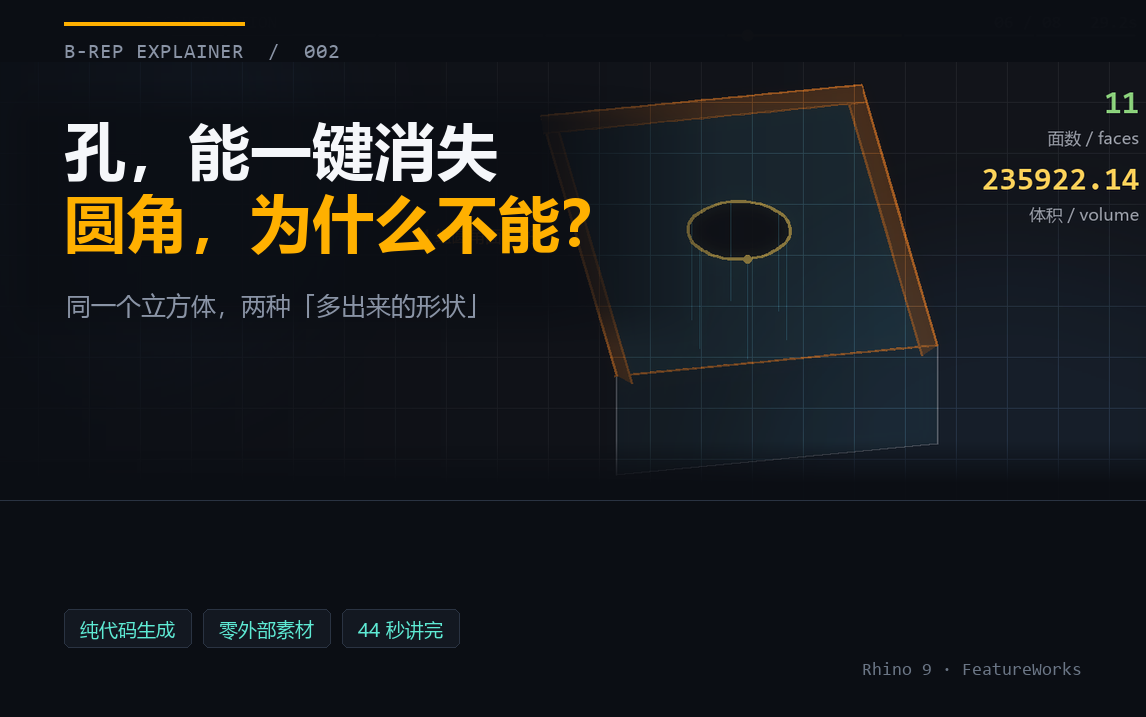 B-REP EXPLAINER / 002
孔，能一键消失
圆角，为什么不能？
同一个立方体，两种「多出来的形状」
11
面数 / faces
235922.14
体积 / volume
纯代码生成
零外部素材
44 秒讲完
Rhino 9 · FeatureWorks